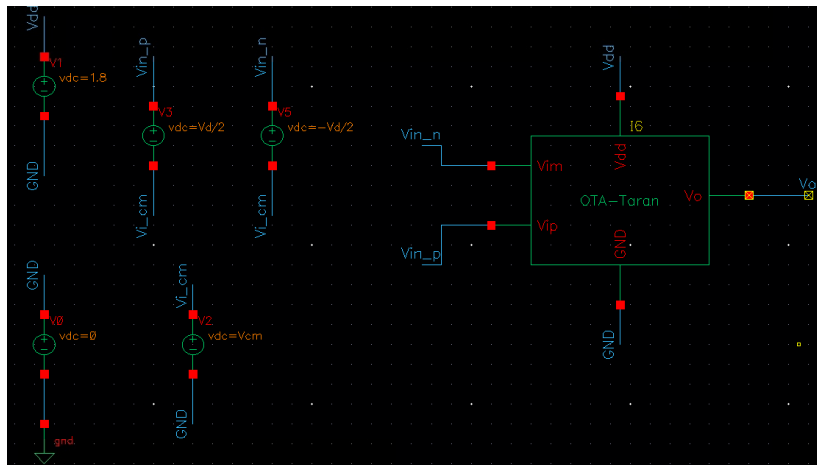 Vdd
V1
vdc=1.8
GND
Vin_p
V3
vdc=Vd/2
Vi_cm
Vin_n
V5
vdc=-Vd/2
Vi_cm
GND
V0
vdc=0
gnd
Vi_cm
V2
vdc=Vcm
GND
Vdd
I6
Vdd
Vin_n
Vim
OTA-Taran
Vo
Vo
Vip
Vin_p
GND
GND